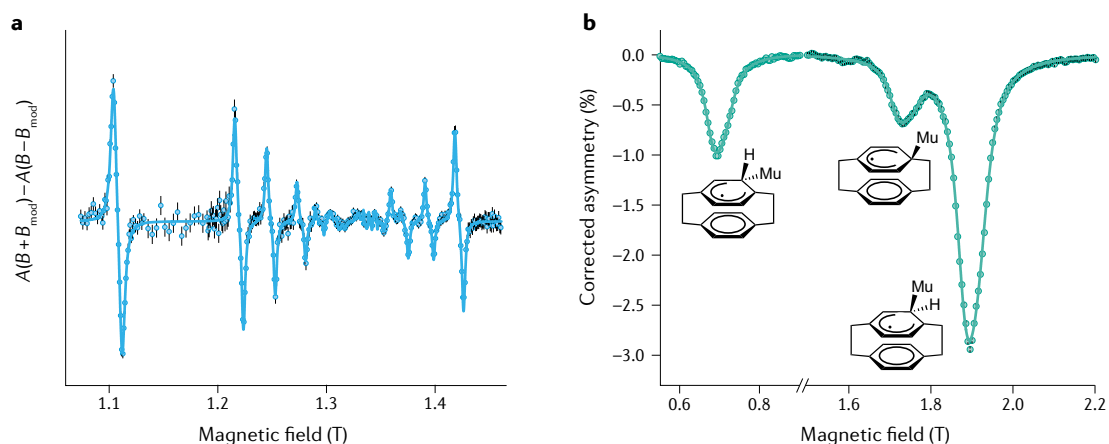 a
A(B+B_mod)−A(B−B_mod)
1.1 1.2 1.3 1.4
Magnetic field (T)
b
Corrected asymmetry (%)
0.0
−0.5
−1.0
−1.5
−2.0
−2.5
−3.0
H
Mu
Mu
Mu
H
0.6 0.8 1.6 1.8 2.0 2.2
Magnetic field (T)